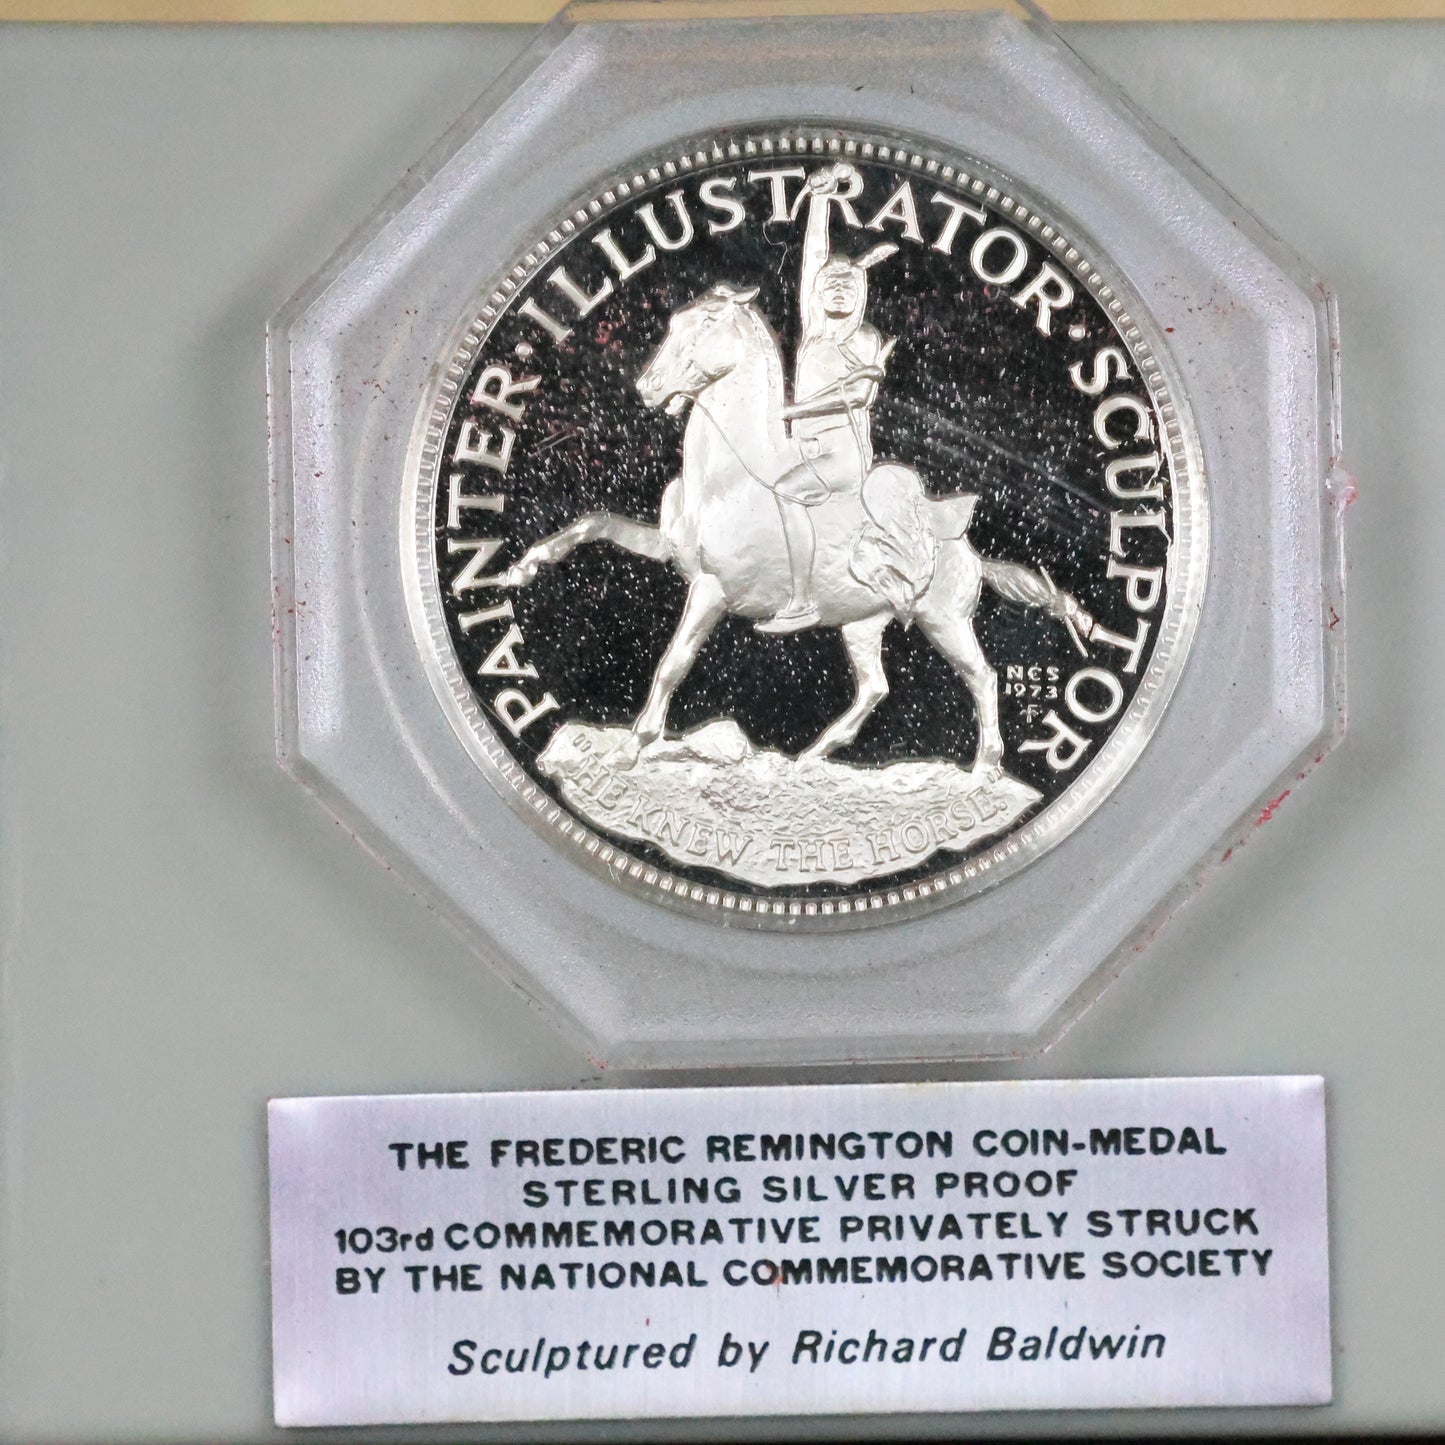 PAINTER · ILLUSTRATOR · SCULPTOR
NCS
1973
F
"HE KNEW THE HORSE."
THE FREDERIC REMINGTON COIN-MEDAL
STERLING SILVER PROOF
103rd COMMEMORATIVE PRIVATELY STRUCK
BY THE NATIONAL COMMEMORATIVE SOCIETY
Sculptured by Richard Baldwin